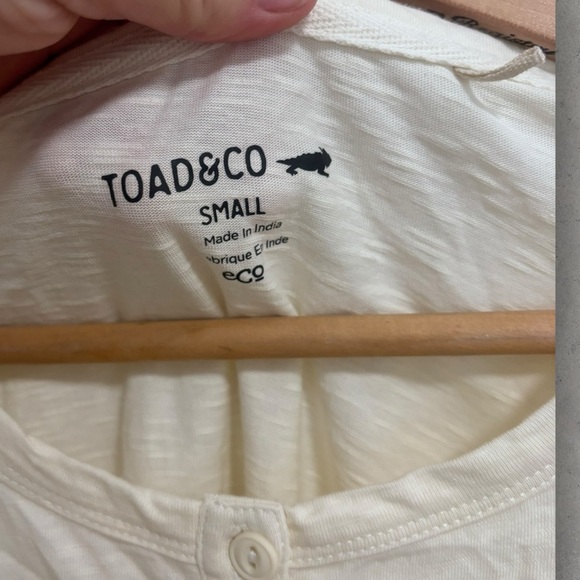 TOAD&CO
SMALL
Made In India
abrique En Inde
eco